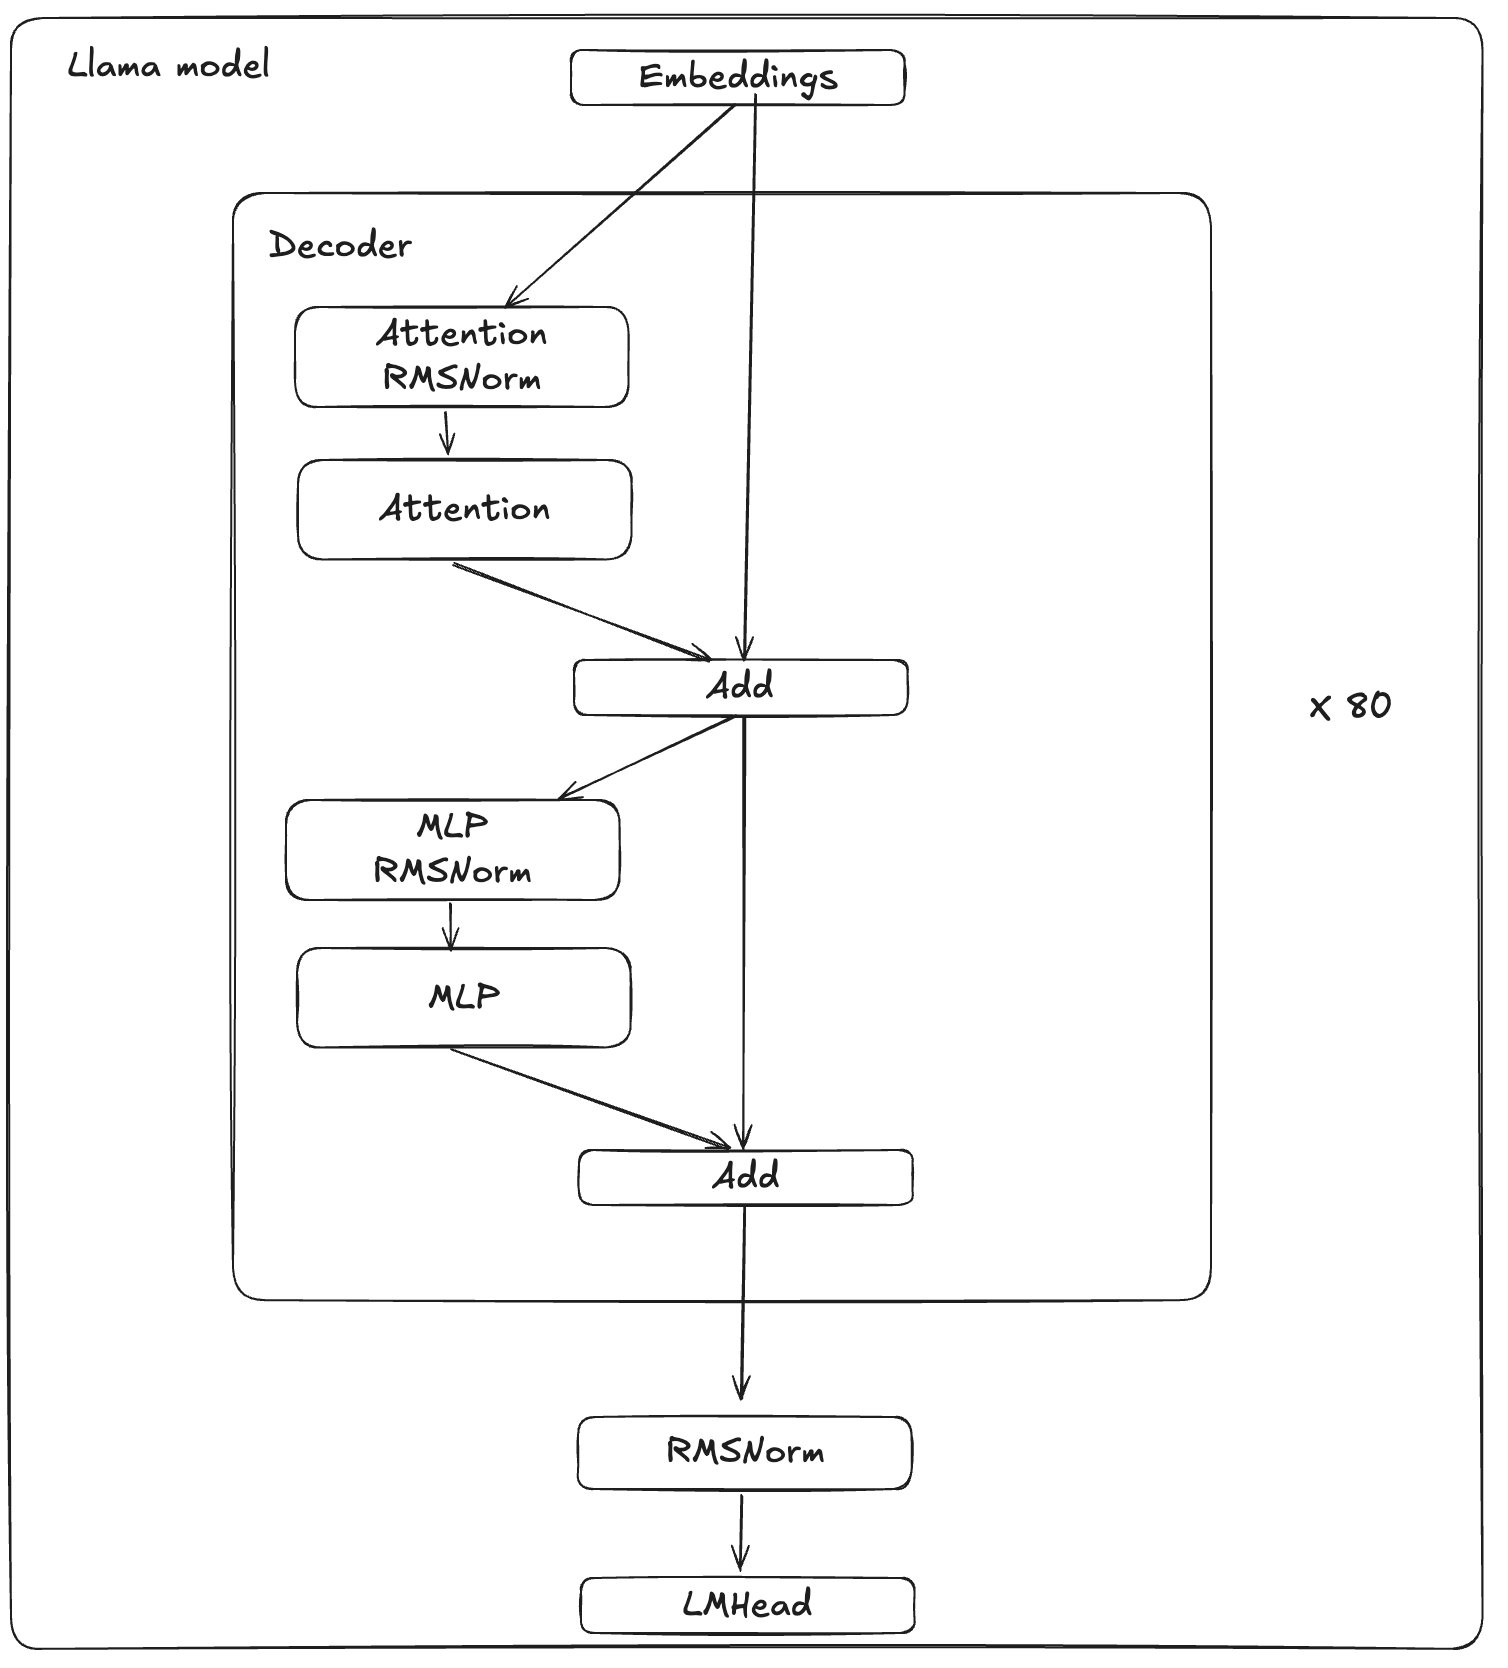 Llama model
Embeddings
Decoder
Attention
RMSNorm
Attention
Add
x 80
MLP
RMSNorm
MLP
Add
RMSNorm
LMHead